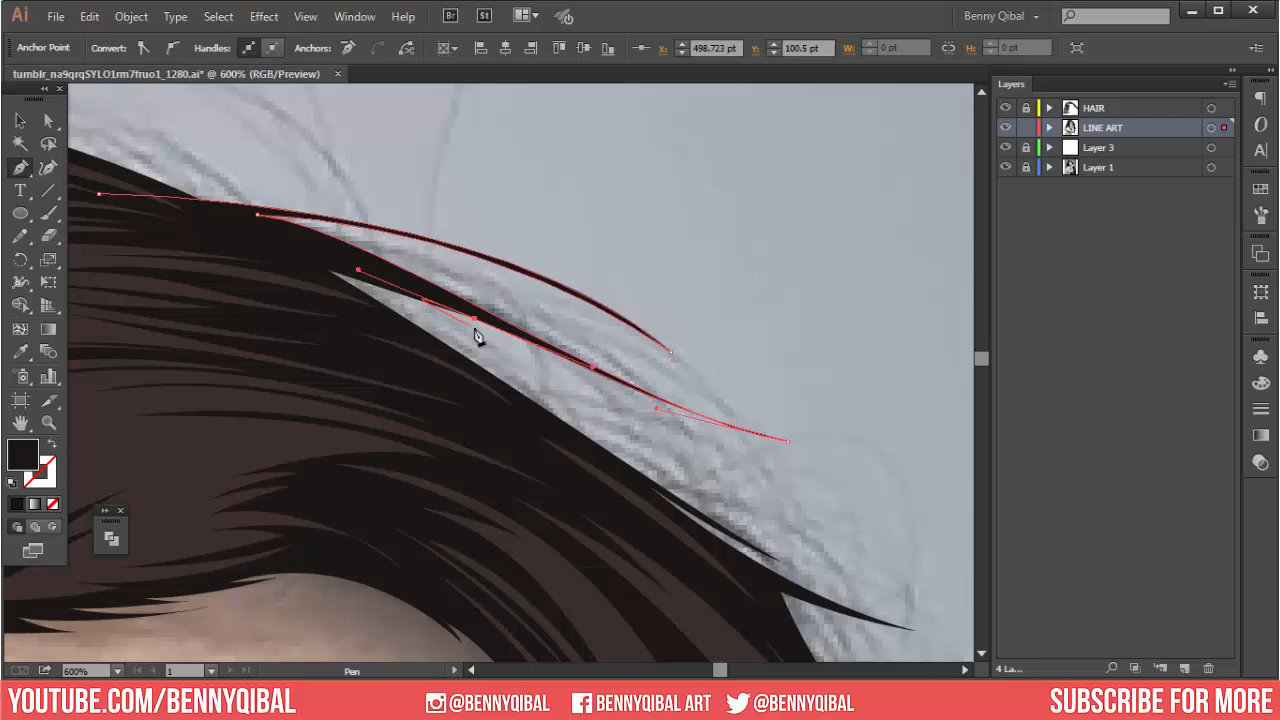 Ai File Edit Object Type Select Effect View Window Help Br St Benny Qibal
Anchor Point Convert: Handles: Anchors: X: 498.723 pt Y: 100.5 pt W: 0 pt H: 0 pt
tumblr_na9qrqSYLO1rm7fruo1_1280.ai* @ 600% (RGB/Preview)
Layers
HAIR
LINE ART
Layer 3
Layer 1
600% 1 Pen 4 La...
YOUTUBE.COM/BENNYQIBAL @BENNYQIBAL BENNYQIBAL ART @BENNYQIBAL SUBSCRIBE FOR MORE